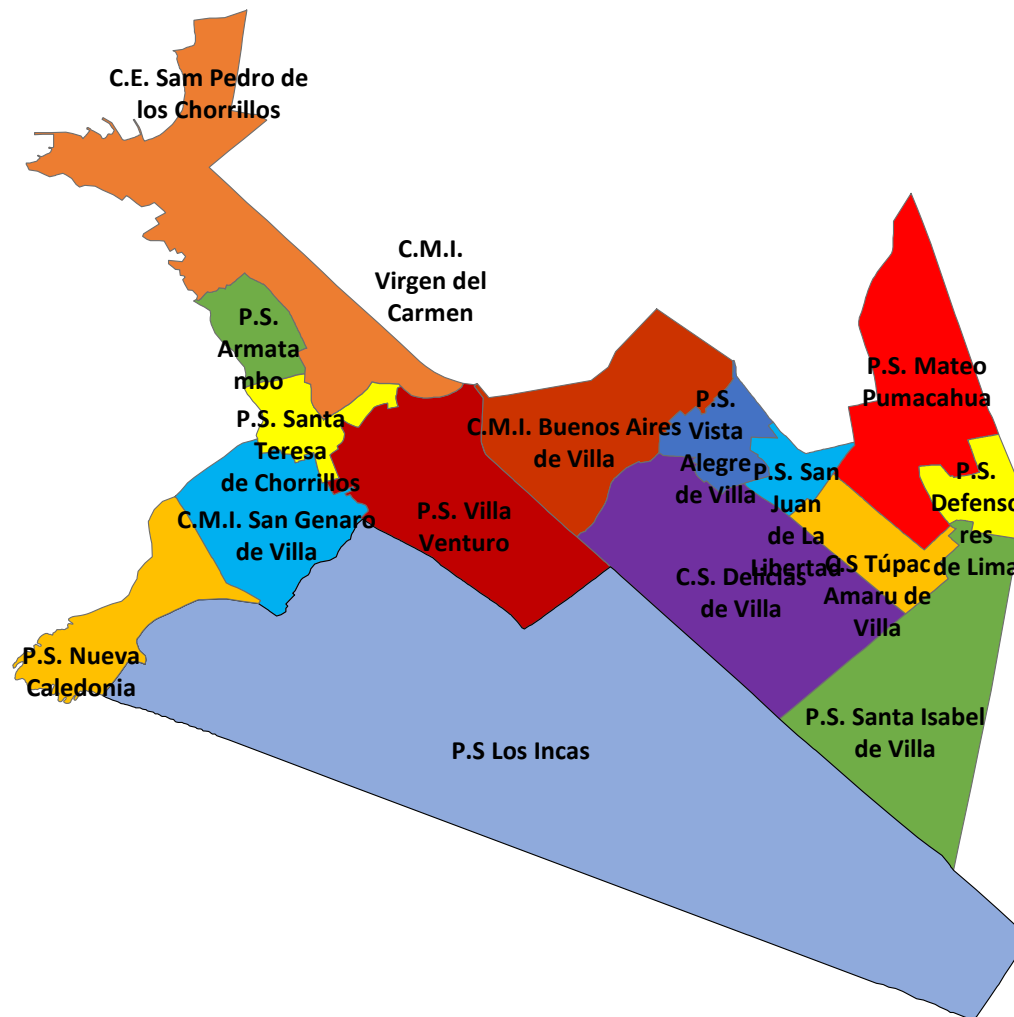 C.E. Sam Pedro de
los Chorrillos
C.M.I.
Virgen del
Carmen
P.S.
Armata
mbo
P.S. Mateo
Pumacahua
P.S. Santa
Teresa
de Chorrillos
C.M.I. Buenos Aires
de Villa
P.S.
Vista
Alegre
de Villa
P.S. San
Juan
de La
Libertad
P.S.
Defenso
res
de Lima
C.M.I. San Genaro
de Villa
P.S. Villa
Venturo
C.S. Delicias
de Villa
C.S Túpac
Amaru de
Villa
P.S. Nueva
Caledonia
P.S. Santa Isabel
de Villa
P.S Los Incas